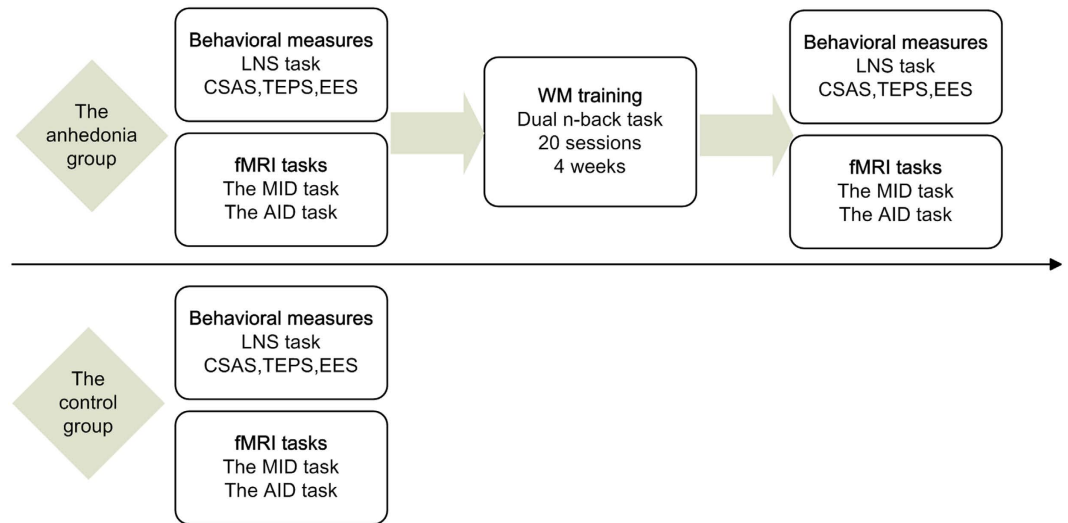 The
anhedonia
group
Behavioral measures
LNS task
CSAS,TEPS,EES
fMRI tasks
The MID task
The AID task
WM training
Dual n-back task
20 sessions
4 weeks
Behavioral measures
LNS task
CSAS,TEPS,EES
fMRI tasks
The MID task
The AID task
The
control
group
Behavioral measures
LNS task
CSAS,TEPS,EES
fMRI tasks
The MID task
The AID task